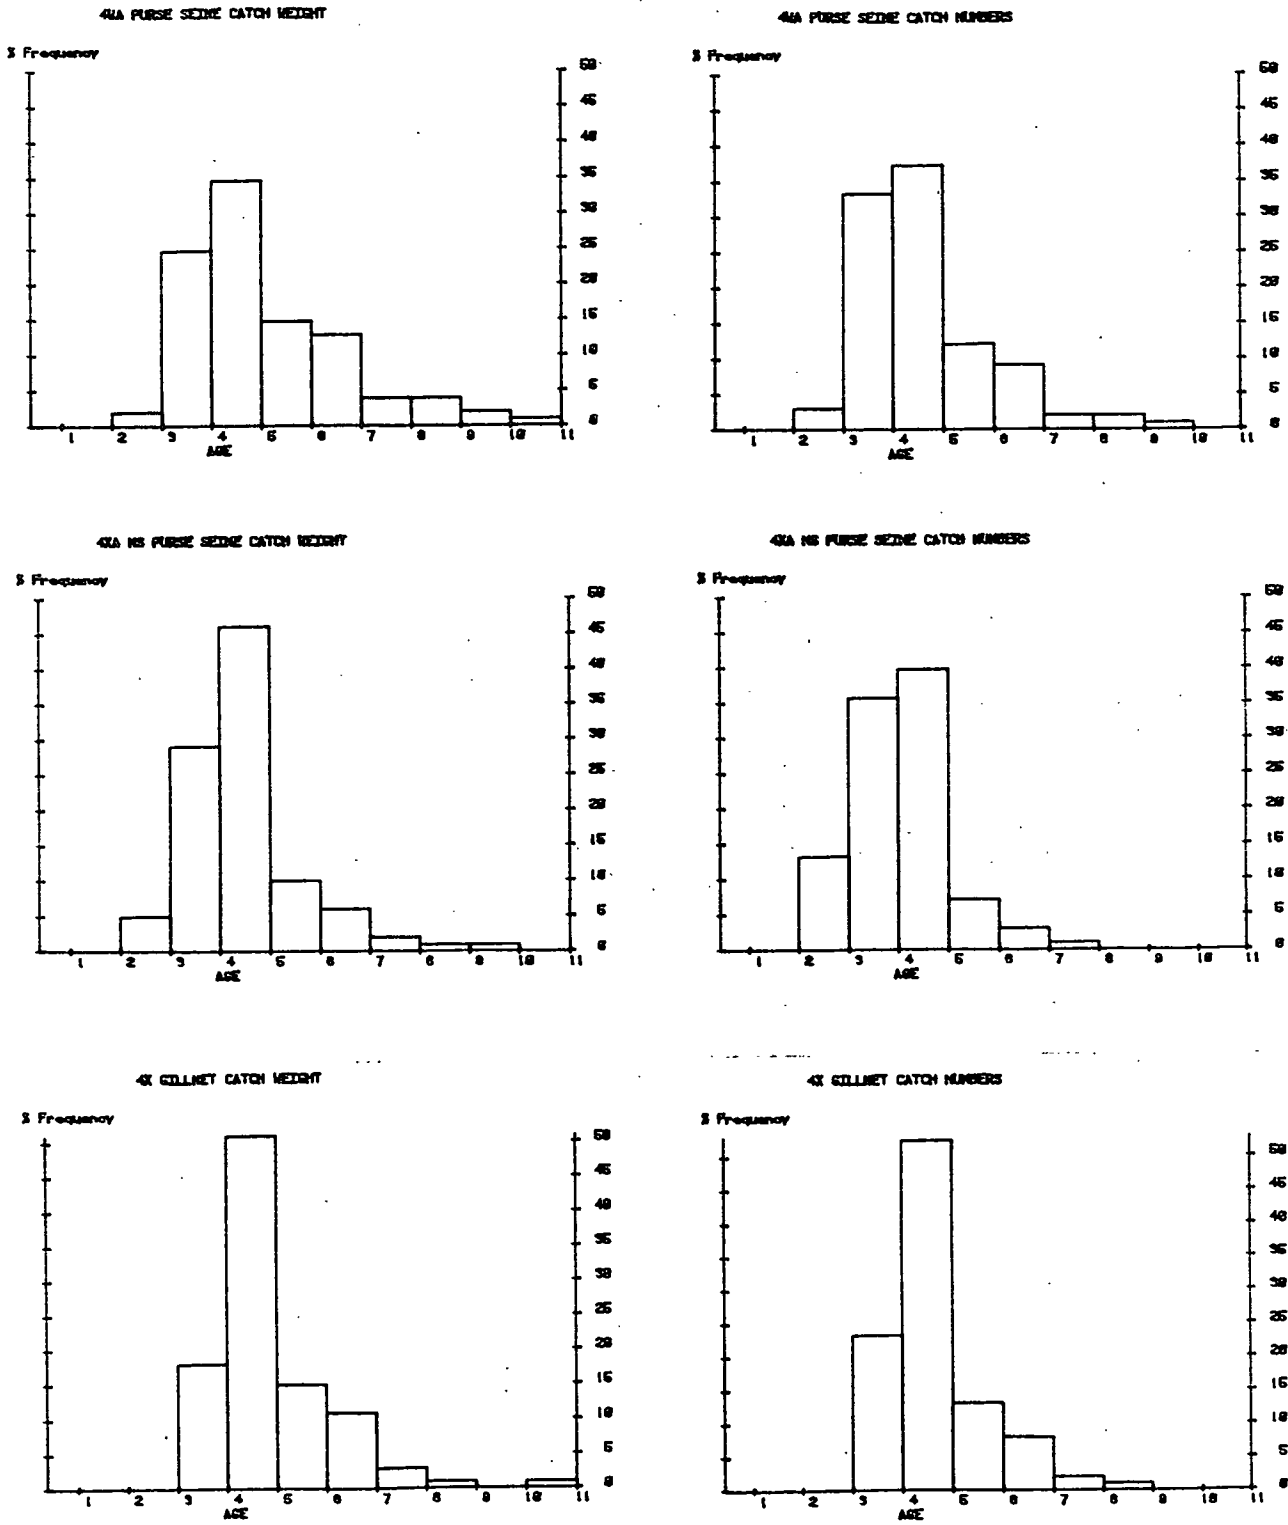 4WA PURSE SEINE CATCH WEIGHT
% Frequency
50
45
40
35
30
25
20
15
10
5
0
1 2 3 4 5 6 7 8 9 10 11
AGE
4WA PURSE SEINE CATCH NUMBERS
% Frequency
50
45
40
35
30
25
20
15
10
5
0
1 2 3 4 5 6 7 8 9 10 11
AGE
4XA NS PURSE SEINE CATCH WEIGHT
% Frequency
50
45
40
35
30
25
20
15
10
5
0
1 2 3 4 5 6 7 8 9 10 11
AGE
4XA NS PURSE SEINE CATCH NUMBERS
% Frequency
50
45
40
35
30
25
20
15
10
5
0
1 2 3 4 5 6 7 8 9 10 11
AGE
4X GILLNET CATCH WEIGHT
% Frequency
50
45
40
35
30
25
20
15
10
5
0
1 2 3 4 5 6 7 8 9 10 11
AGE
4X GILLNET CATCH NUMBERS
% Frequency
50
45
40
35
30
25
20
15
10
5
0
1 2 3 4 5 6 7 8 9 10 11
AGE